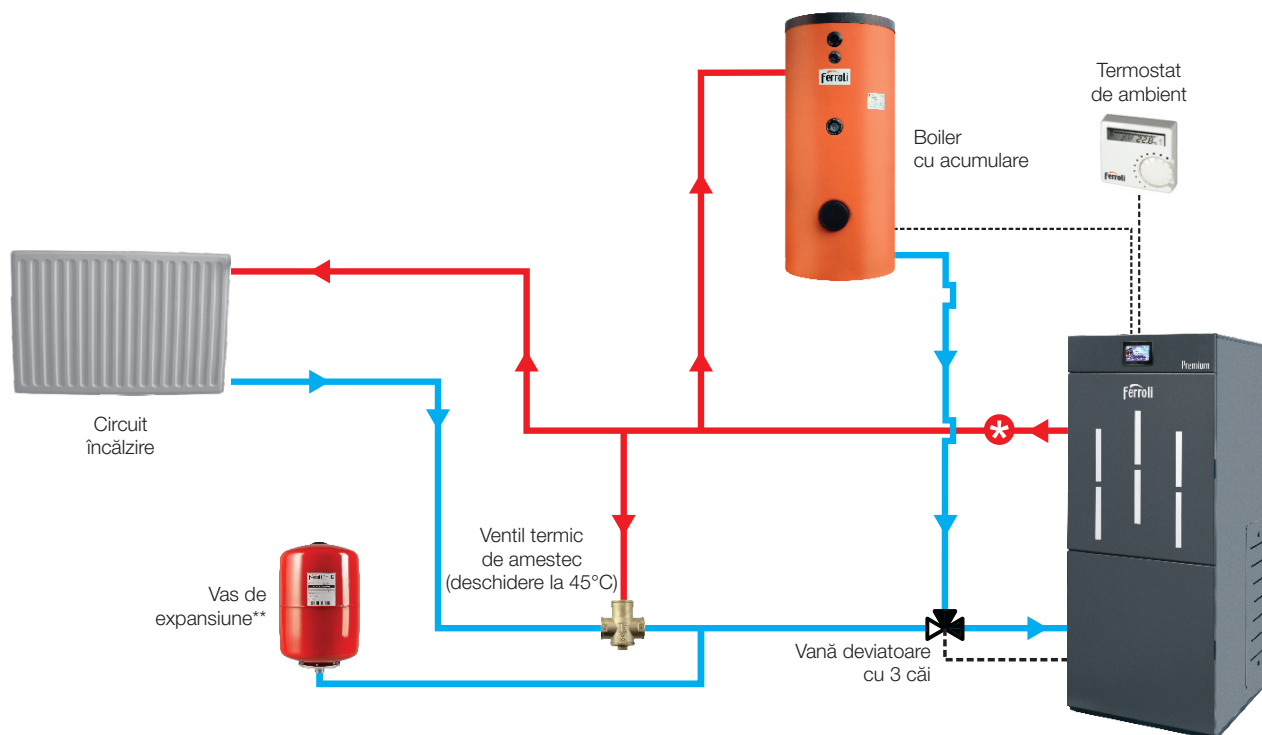 Termostat
de ambient
ferroli
Boiler
cu acumulare
ferroli
Premium
ferroli
Circuit
încălzire
*
Ventil termic
de amestec
(deschidere la 45°C)
Vas de
expansiune**
Vană deviatoare
cu 3 căi